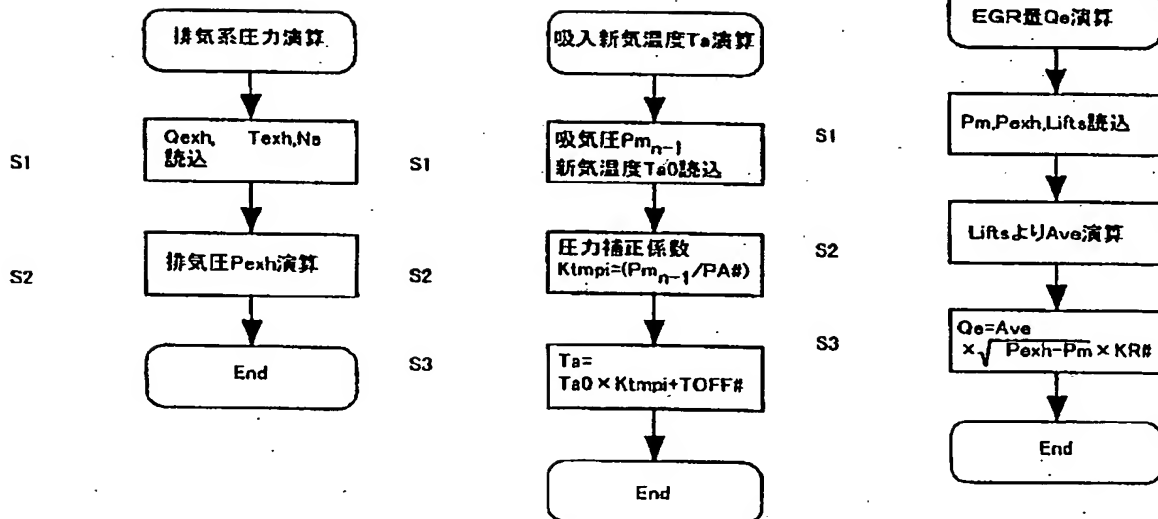 排気系圧力演算
S1
Qexh, Texh,Ne
読込
S2
排気圧Pexh演算
End
吸入新気温度Ta演算
S1
吸気圧Pmn-1
新気温度Ta0読込
S2
圧力補正係数
Ktmpi=(Pmn-1/PA#)
S3
Ta=
Ta0×Ktmpi+TOFF#
End
EGR量Qe演算
S1
Pm,Pexh,Lifts読込
S2
LiftsよりAve演算
S3
Qe=Ave
×√Pexh-Pm×KR#
End